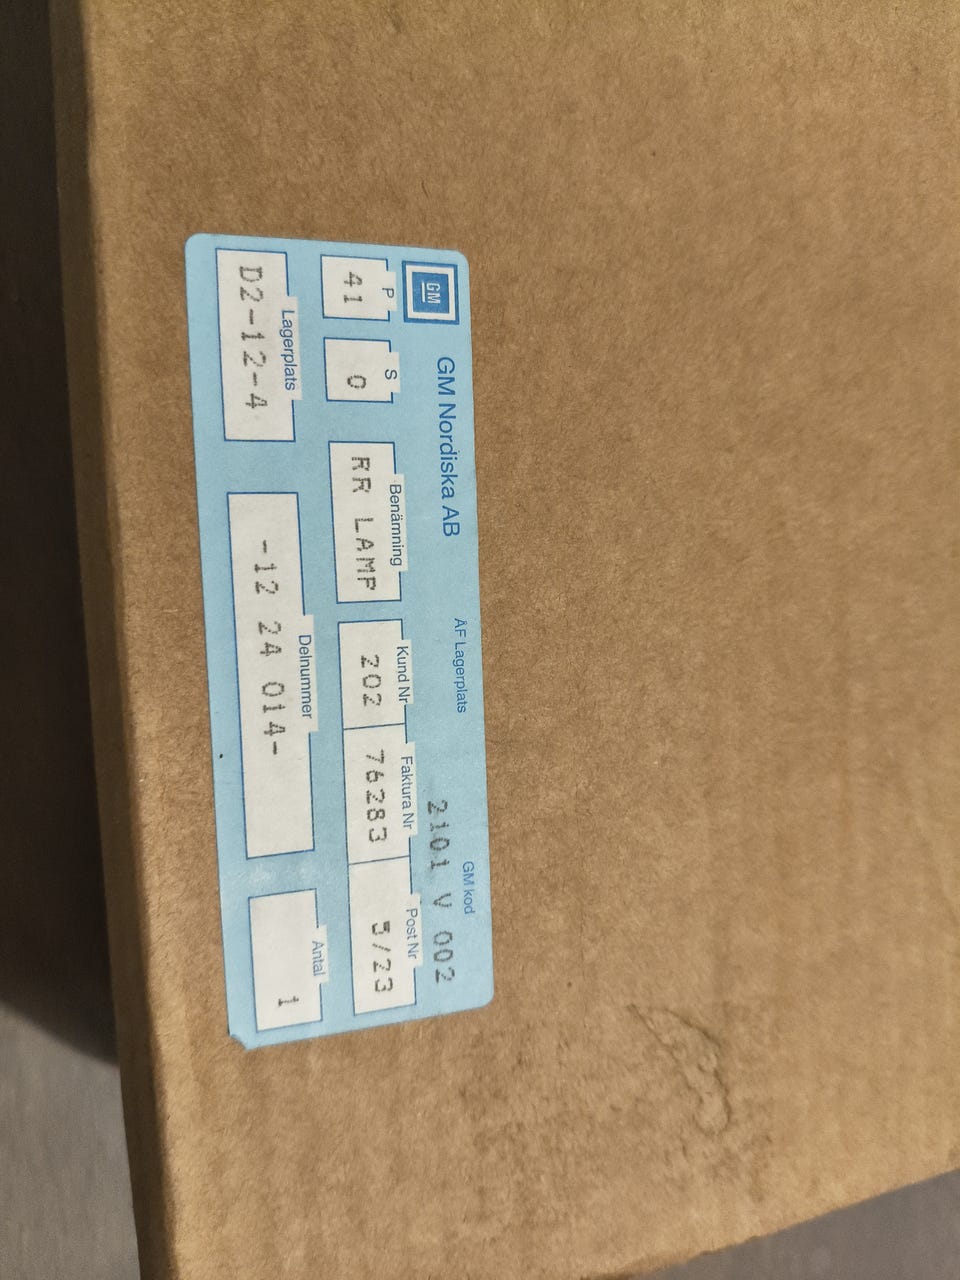 GM
GM Nordiska AB
ÅF Lagerplats
GM kod
2101 V 002
P
S
Benämning
Kund Nr
Faktura Nr
Post Nr
41
0
RR LAMP
202
76283
5/23
Lagerplats
Delnummer
Antal
D2-12-4
-12 24 014-
1